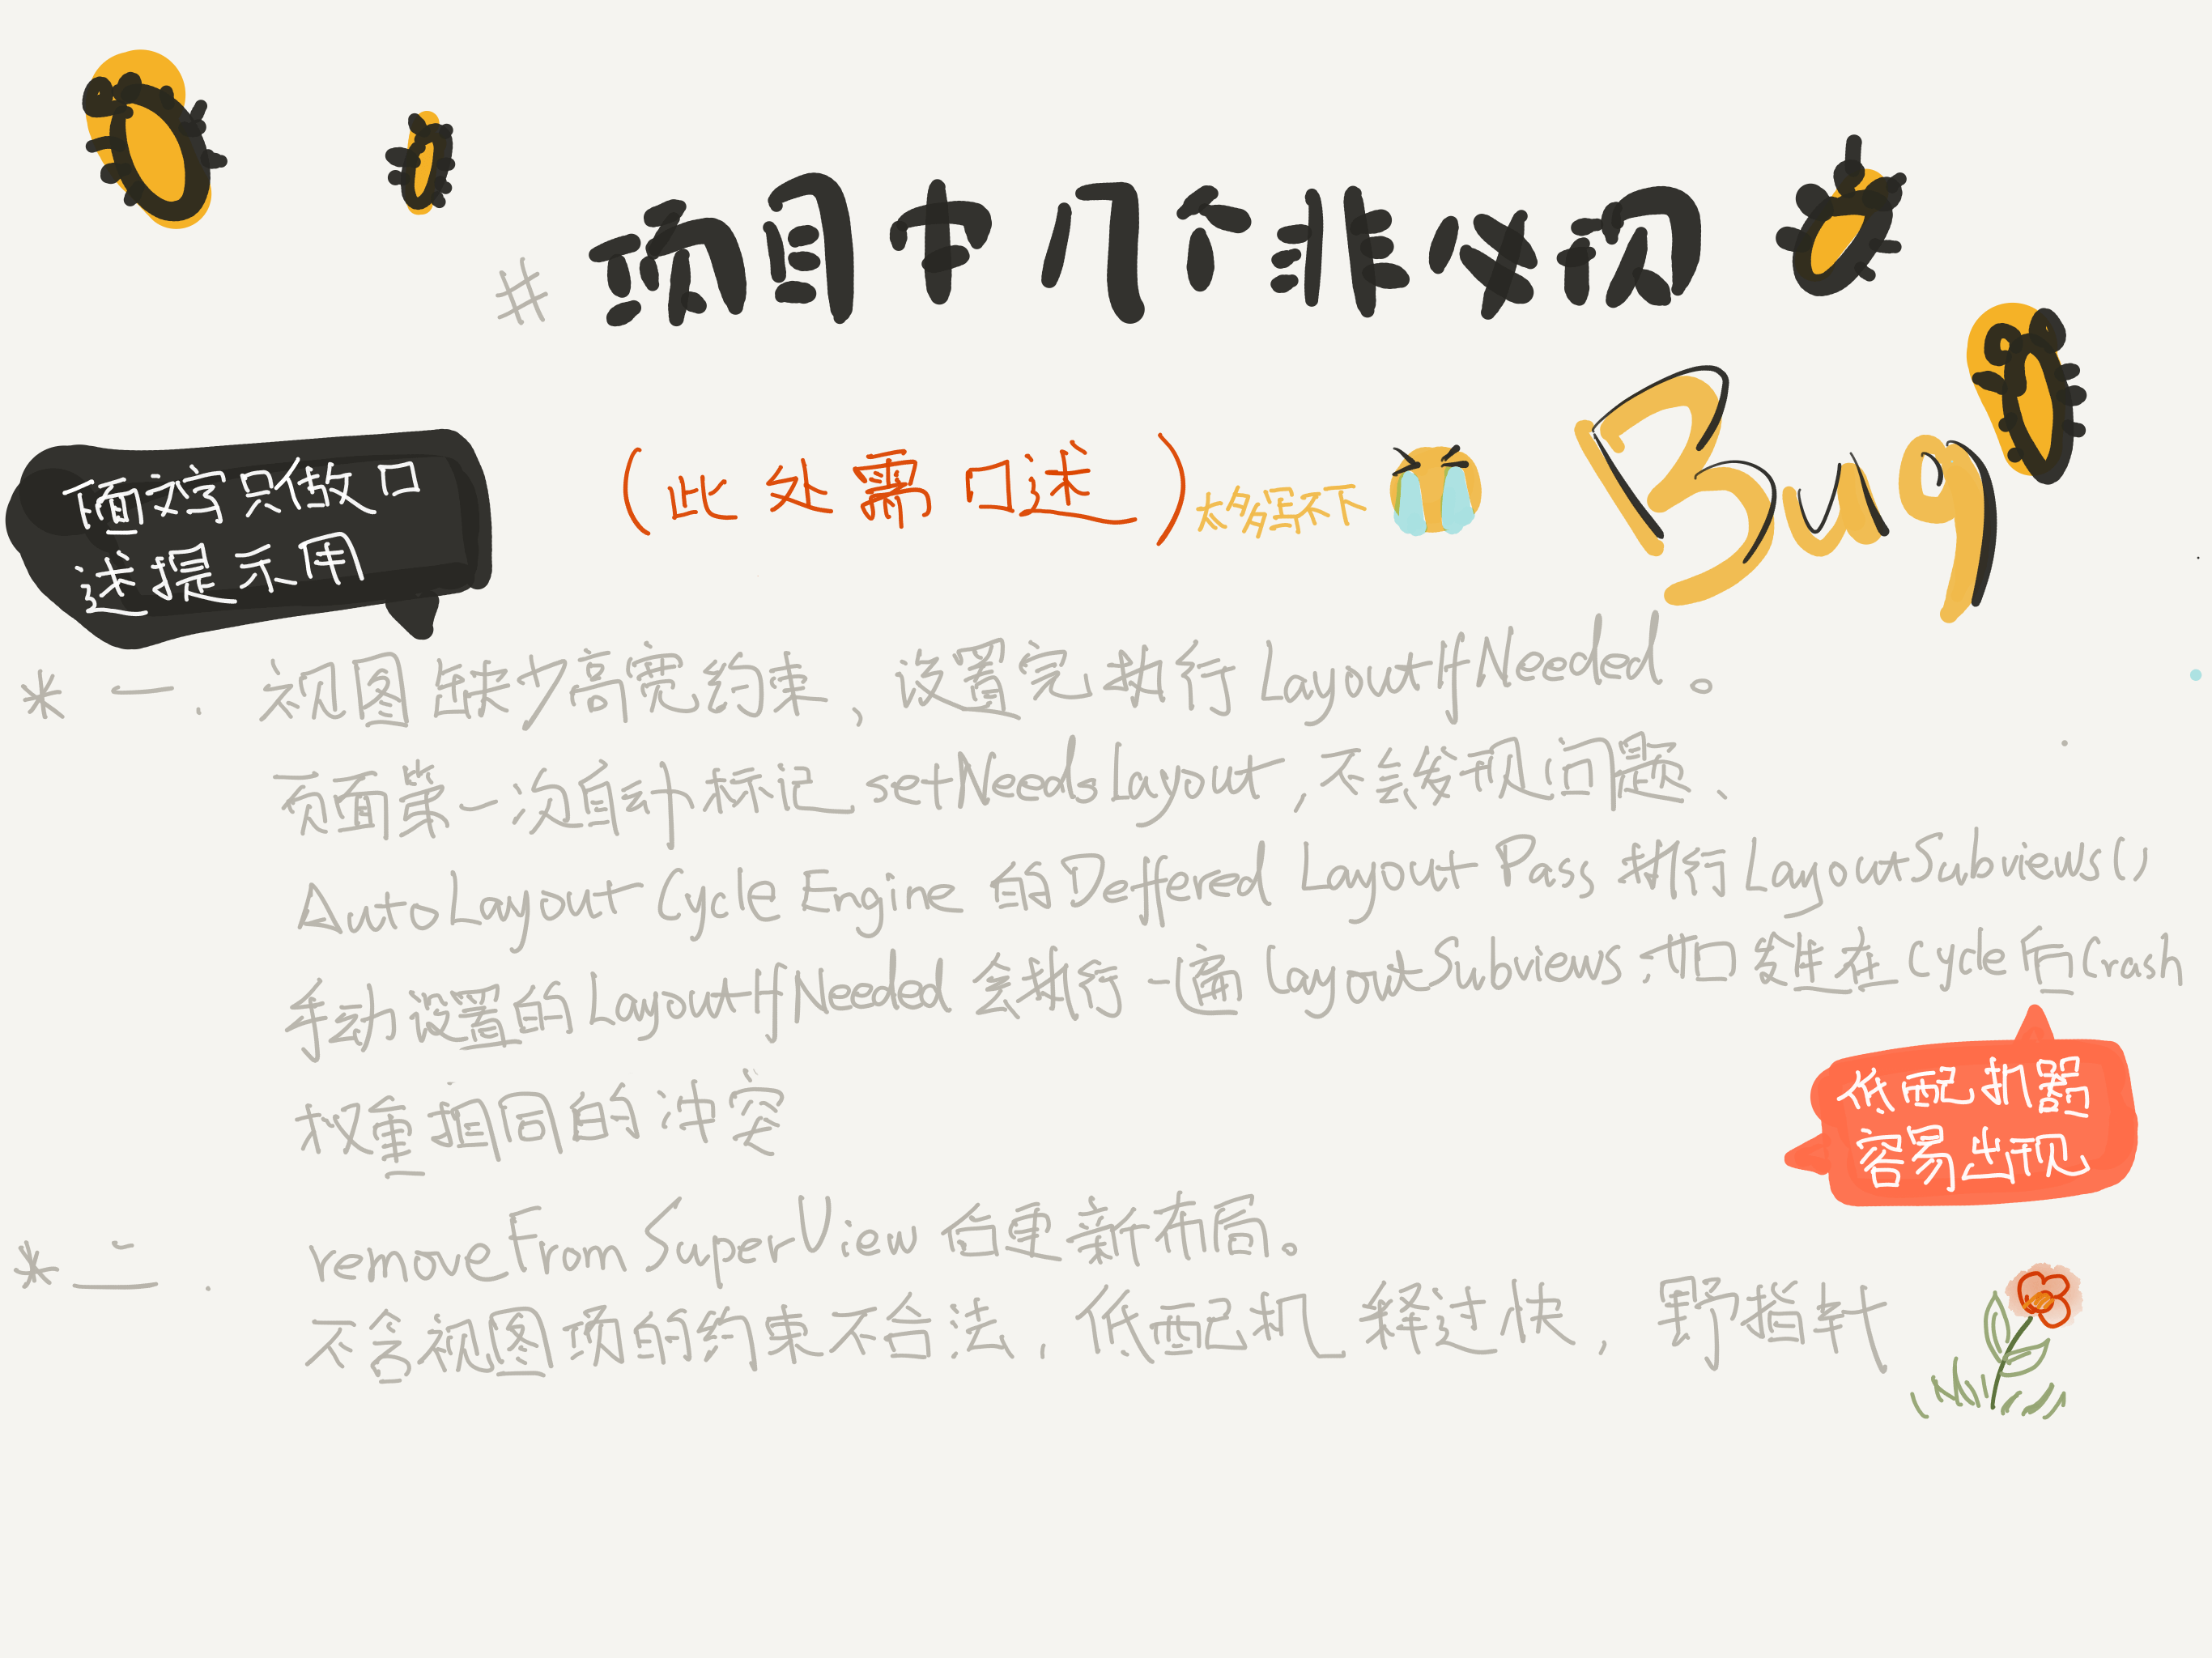 # 项目中几个非必现
Bug
(此处需口述)太多写不下
下面文字只做口
述提示用
* 一. 视图缺少高宽约束, 设置完执行 LayoutIfNeeded。
页面第一次自动标记 setNeedsLayout, 不会发现问题、
AutoLayout Cycle Engine 的 Deffered Layout Pass 执行 LayoutSubviews()
手动设置的 LayoutIfNeeded 会执行一遍 LayoutSubviews, 发生在 Cycle 后 Crash
低配机器
容易出现
权重相同的冲突
* 二. removeFromSuperView 后重新布局。
不含视图项的约束不合法, 低配机 释过快, 野指针